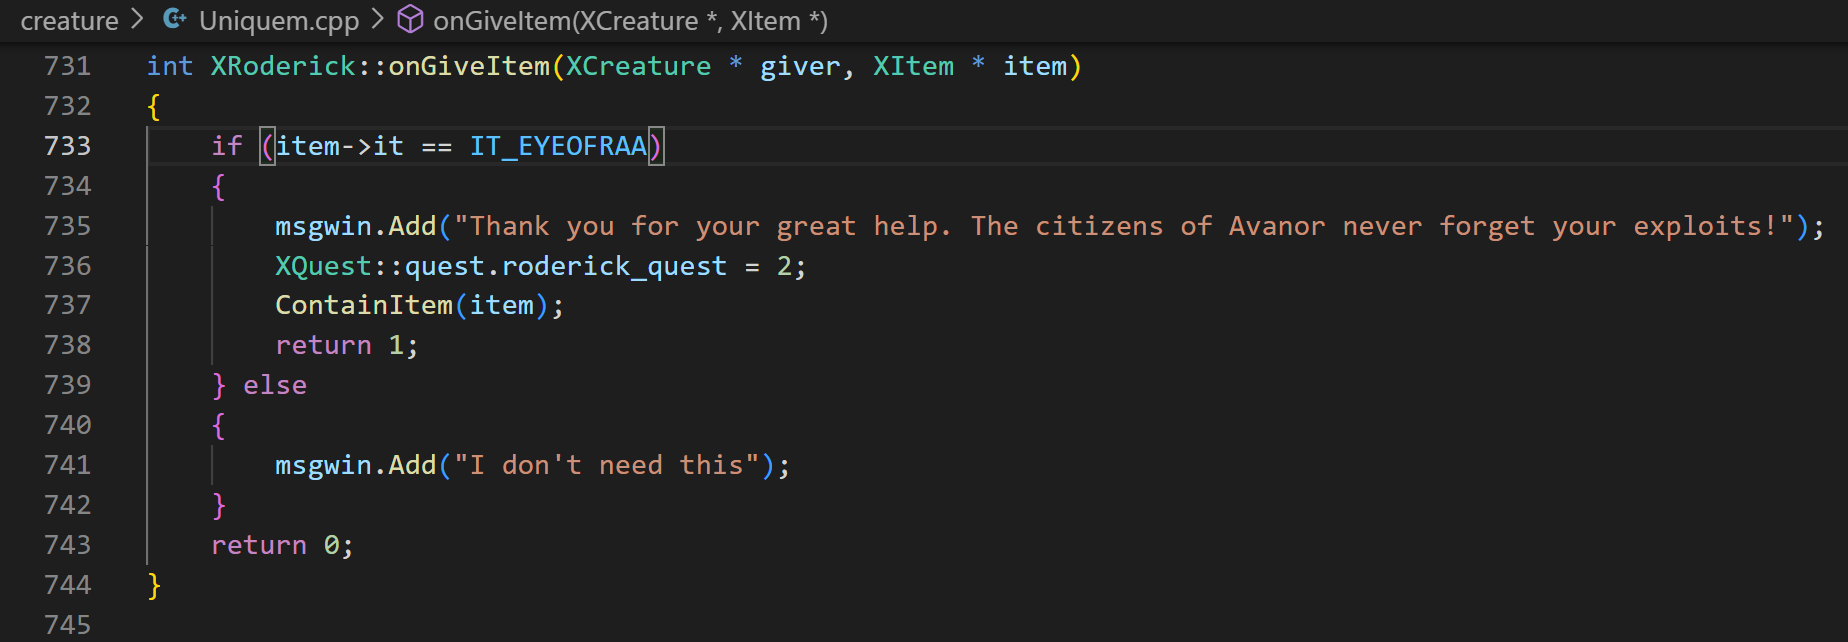 creature > Uniquem.cpp > onGiveItem(XCreature *, XItem *)
731 int XRoderick::onGiveItem(XCreature * giver, XItem * item)
732 {
733     if (item->it == IT_EYEOFRAA)
734     {
735         msgwin.Add("Thank you for your great help. The citizens of Avanor never forget your exploits!");
736         XQuest::quest.roderick_quest = 2;
737         ContainItem(item);
738         return 1;
739     } else
740     {
741         msgwin.Add("I don't need this");
742     }
743     return 0;
744 }
745